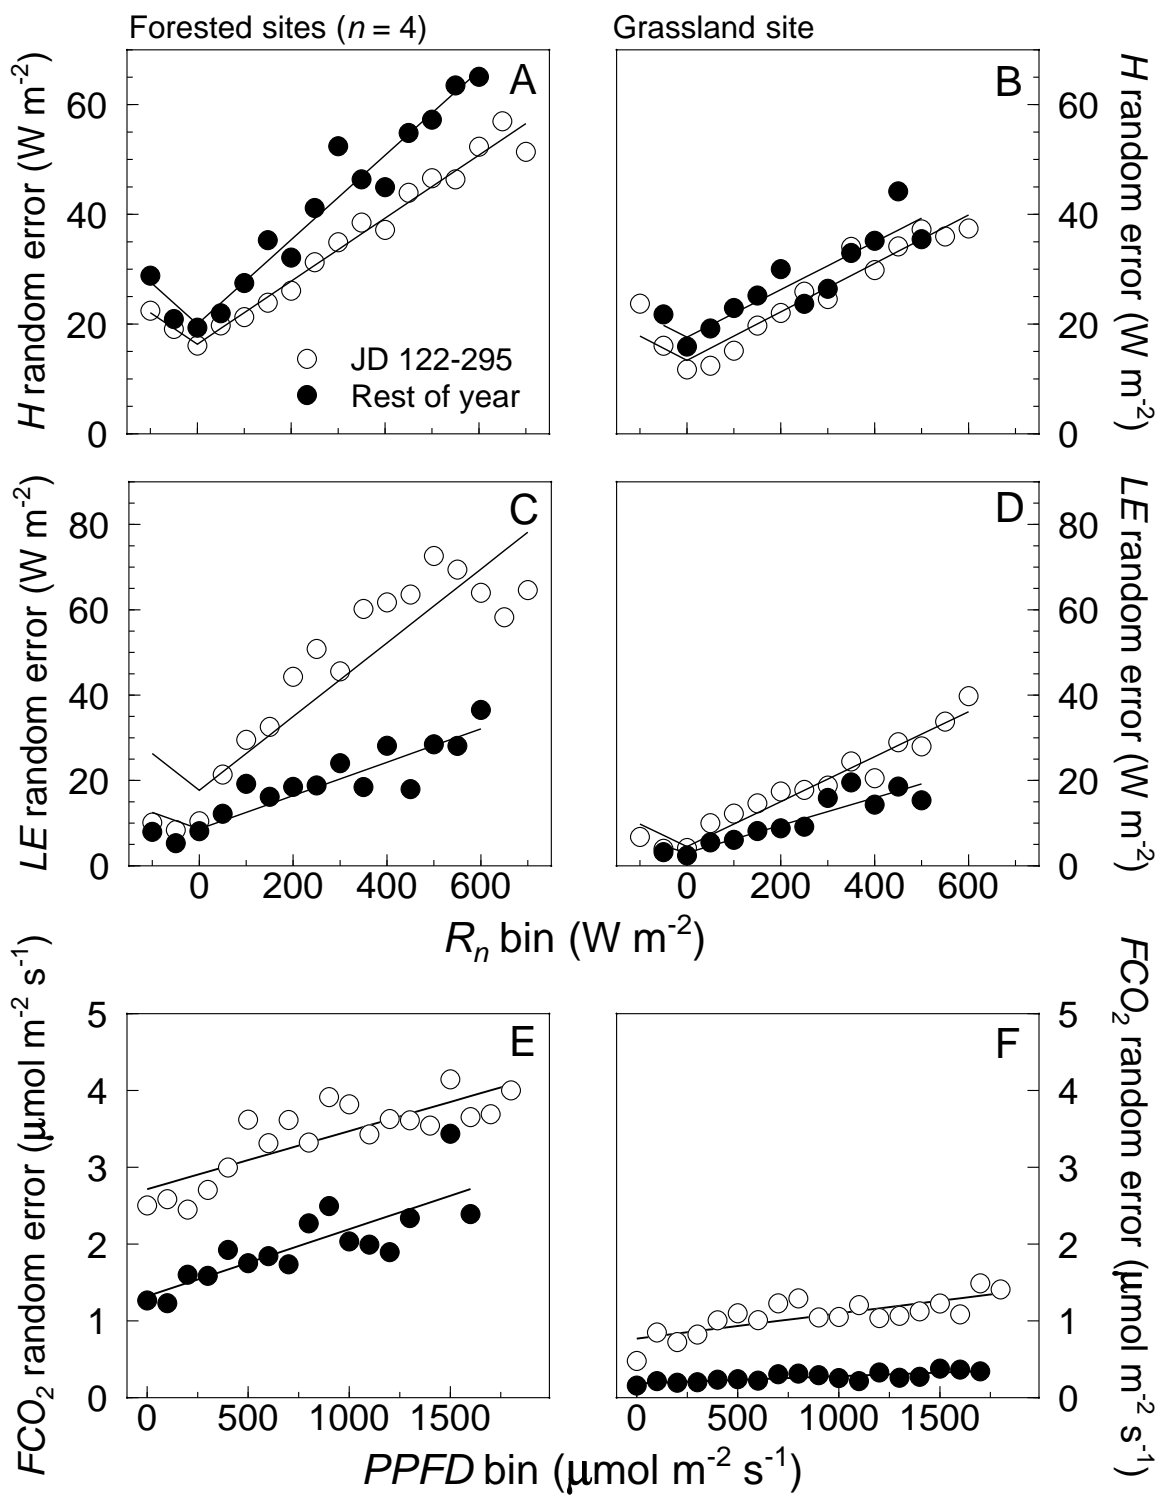 Forested sites (n = 4)
Grassland site
H random error (W m-2)
60
40
20
0
A
JD 122-295
Rest of year
B
60
40
20
0
H random error (W m-2)
LE random error (W m-2)
80
60
40
20
0
C
0 200 400 600
D
0 200 400 600
80
60
40
20
0
LE random error (W m-2)
Rn bin (W m-2)
FCO2 random error (μmol m-2 s-1)
5
4
3
2
1
0
E
0 500 1000 1500
F
0 500 1000 1500
5
4
3
2
1
0
FCO2 random error (μmol m-2 s-1)
PPFD bin (μmol m-2 s-1)